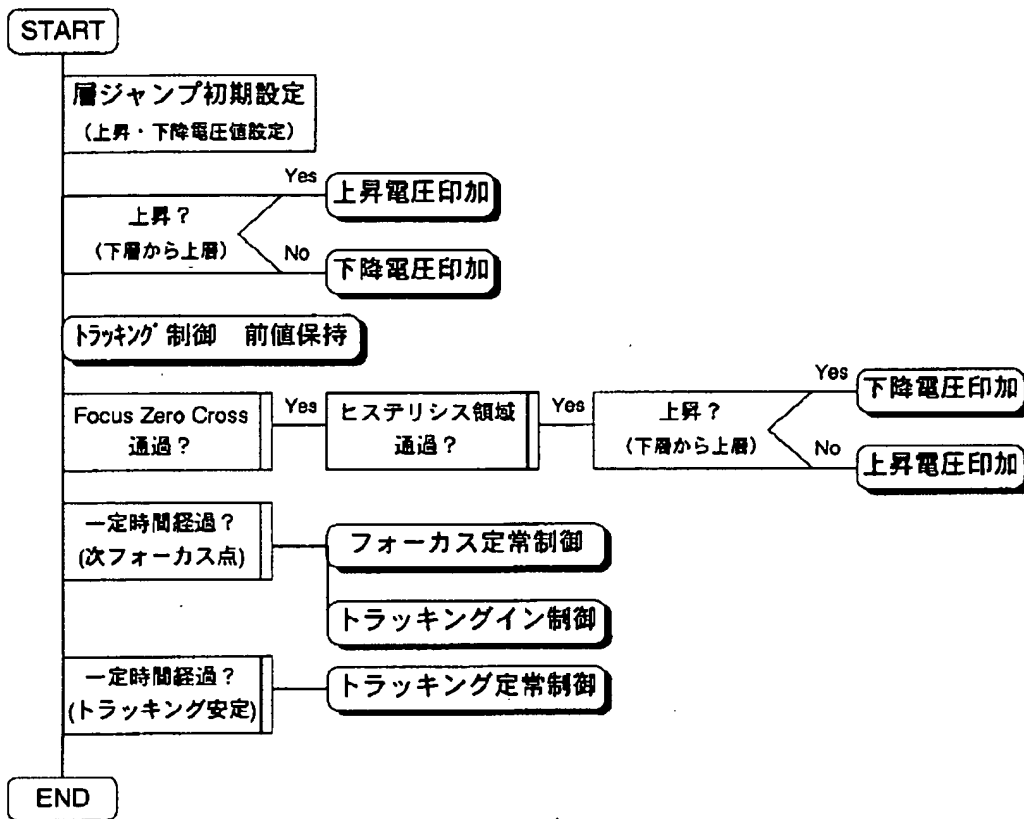 START
層ジャンプ初期設定
(上昇・下降電圧値設定)
上昇？
(下層から上層)
Yes
上昇電圧印加
No
下降電圧印加
ﾄﾗｯｷﾝｸﾞ 制御　前値保持
Focus Zero Cross
通過？
Yes
ヒステリシス領域
通過？
Yes
上昇？
(下層から上層)
Yes
下降電圧印加
No
上昇電圧印加
一定時間経過？
(次フォーカス点)
フォーカス定常制御
トラッキングイン制御
一定時間経過？
(トラッキング安定)
トラッキング定常制御
END